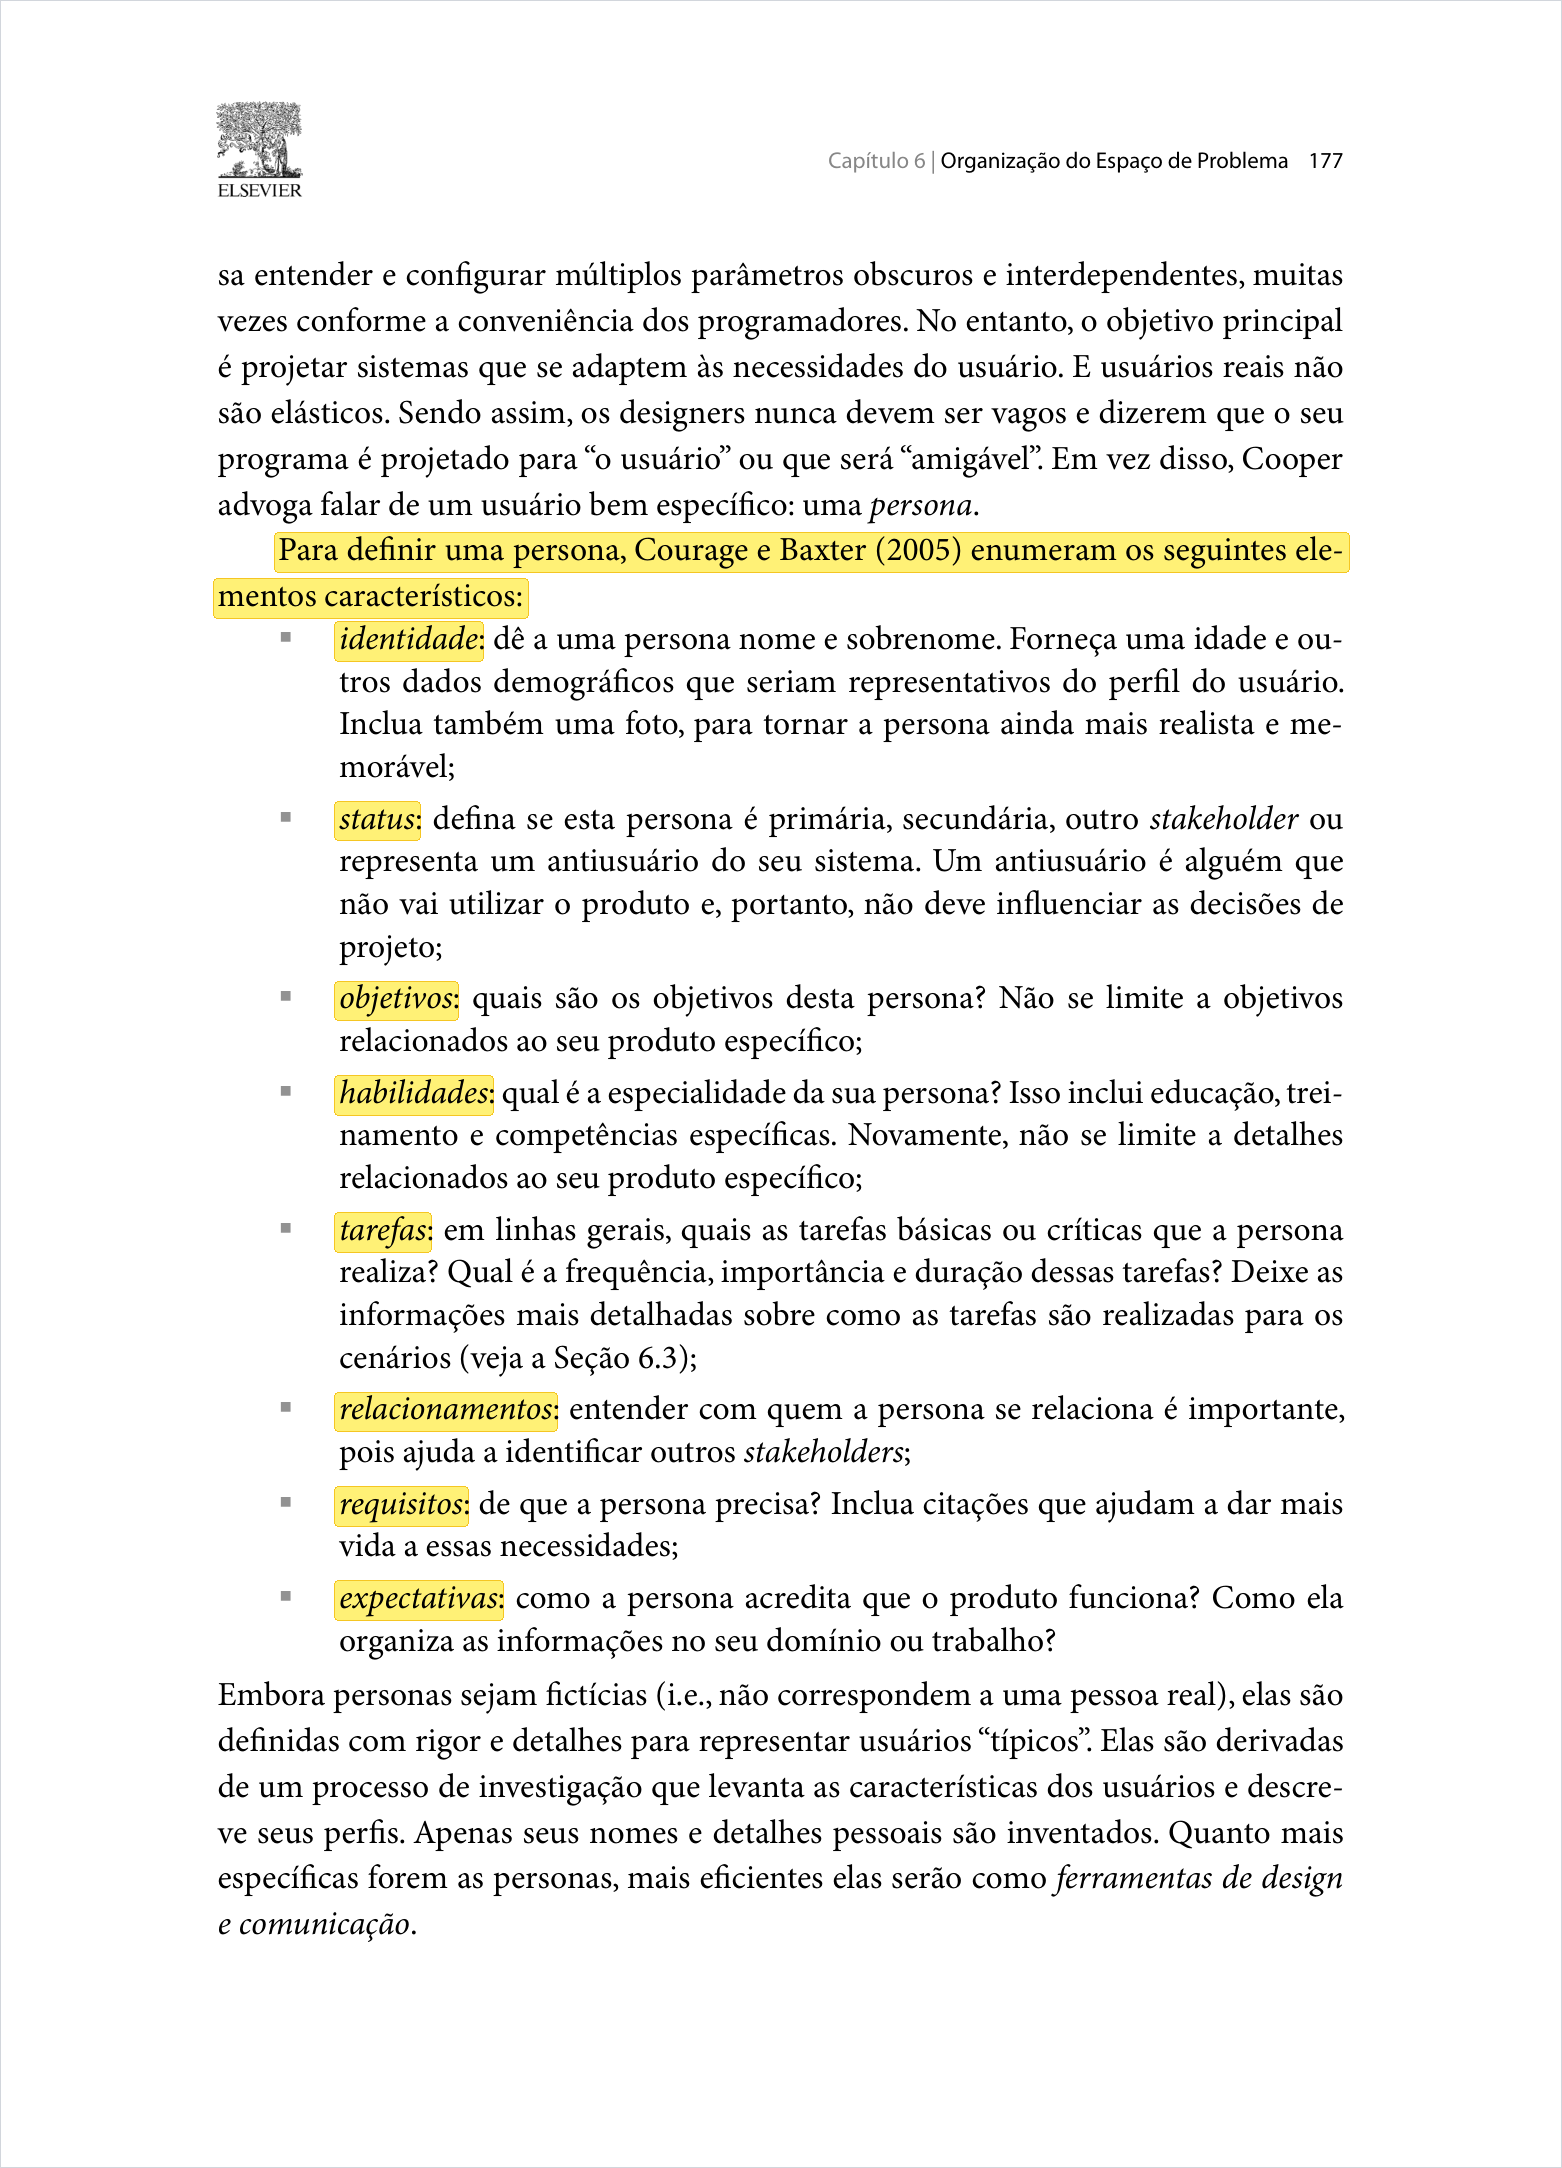 ELSEVIER
Capítulo 6 | Organização do Espaço de Problema 177
sa entender e configurar múltiplos parâmetros obscuros e interdependentes, muitas
vezes conforme a conveniência dos programadores. No entanto, o objetivo principal
é projetar sistemas que se adaptem às necessidades do usuário. E usuários reais não
são elásticos. Sendo assim, os designers nunca devem ser vagos e dizerem que o seu
programa é projetado para “o usuário” ou que será “amigável”. Em vez disso, Cooper
advoga falar de um usuário bem específico: uma persona.
Para definir uma persona, Courage e Baxter (2005) enumeram os seguintes ele-
mentos característicos:
▪ identidade: dê a uma persona nome e sobrenome. Forneça uma idade e ou-
tros dados demográficos que seriam representativos do perfil do usuário.
Inclua também uma foto, para tornar a persona ainda mais realista e me-
morável;
▪ status: defina se esta persona é primária, secundária, outro stakeholder ou
representa um antiusuário do seu sistema. Um antiusuário é alguém que
não vai utilizar o produto e, portanto, não deve influenciar as decisões de
projeto;
▪ objetivos: quais são os objetivos desta persona? Não se limite a objetivos
relacionados ao seu produto específico;
▪ habilidades: qual é a especialidade da sua persona? Isso inclui educação, trei-
namento e competências específicas. Novamente, não se limite a detalhes
relacionados ao seu produto específico;
▪ tarefas: em linhas gerais, quais as tarefas básicas ou críticas que a persona
realiza? Qual é a frequência, importância e duração dessas tarefas? Deixe as
informações mais detalhadas sobre como as tarefas são realizadas para os
cenários (veja a Seção 6.3);
▪ relacionamentos: entender com quem a persona se relaciona é importante,
pois ajuda a identificar outros stakeholders;
▪ requisitos: de que a persona precisa? Inclua citações que ajudam a dar mais
vida a essas necessidades;
▪ expectativas: como a persona acredita que o produto funciona? Como ela
organiza as informações no seu domínio ou trabalho?
Embora personas sejam fictícias (i.e., não correspondem a uma pessoa real), elas são
definidas com rigor e detalhes para representar usuários “típicos”. Elas são derivadas
de um processo de investigação que levanta as características dos usuários e descre-
ve seus perfis. Apenas seus nomes e detalhes pessoais são inventados. Quanto mais
específicas forem as personas, mais eficientes elas serão como ferramentas de design
e comunicação.